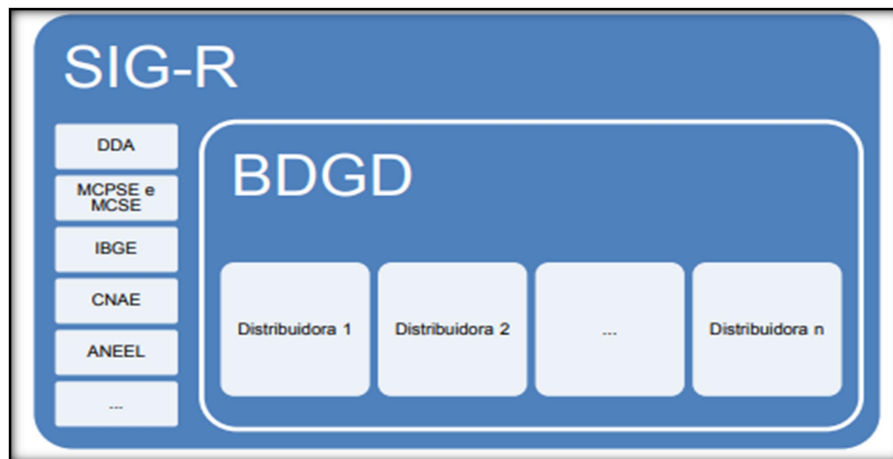 SIG-R
DDA
MCPSE e
MCSE
IBGE
CNAE
ANEEL
...
BDGD
Distribuidora 1
Distribuidora 2
...
Distribuidora n